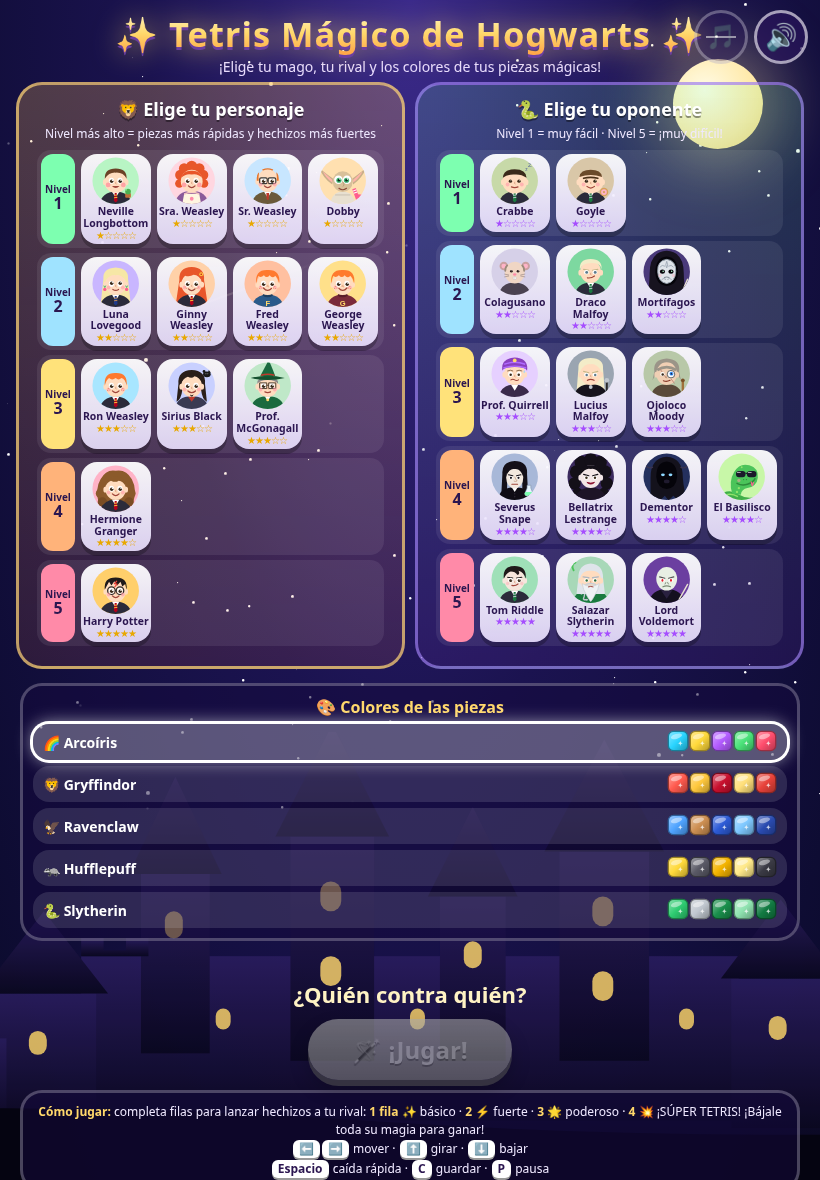 ✨ Tetris Mágico de Hogwarts ✨
¡Elige tu mago, tu rival y los colores de tus piezas mágicas!
🦁 Elige tu personaje
Nivel más alto = piezas más rápidas y hechizos más fuertes
Nivel
1
Neville
Longbottom
★☆☆☆☆
Sra. Weasley
★☆☆☆☆
Sr. Weasley
★☆☆☆☆
Dobby
★☆☆☆☆
Nivel
2
Luna
Lovegood
★★☆☆☆
Ginny
Weasley
★★☆☆☆
F
Fred
Weasley
★★☆☆☆
G
George
Weasley
★★☆☆☆
Nivel
3
Ron Weasley
★★★☆☆
Sirius Black
★★★☆☆
Prof.
McGonagall
★★★☆☆
Nivel
4
Hermione
Granger
★★★★☆
Nivel
5
Harry Potter
★★★★★
🐍 Elige tu oponente
Nivel 1 = muy fácil · Nivel 5 = ¡muy difícil!
Nivel
1
Crabbe
★☆☆☆☆
Goyle
★☆☆☆☆
Nivel
2
Colagusano
★★☆☆☆
Draco
Malfoy
★★☆☆☆
Mortífagos
★★☆☆☆
Nivel
3
Prof. Quirrell
★★★☆☆
Lucius
Malfoy
★★★☆☆
Ojoloco
Moody
★★★☆☆
Nivel
4
Severus
Snape
★★★★☆
Bellatrix
Lestrange
★★★★☆
Dementor
★★★★☆
El Basilisco
★★★★☆
Nivel
5
Tom Riddle
★★★★★
Salazar
Slytherin
★★★★★
Lord
Voldemort
★★★★★
🎨 Colores de las piezas
🌈 Arcoíris
🦁 Gryffindor
🦅 Ravenclaw
🦡 Hufflepuff
🐍 Slytherin
¿Quién contra quién?
🪄 ¡Jugar!
Cómo jugar: completa filas para lanzar hechizos a tu rival: 1 fila ✨ básico · 2 ⚡ fuerte · 3 🌟 poderoso · 4 💥 ¡SÚPER TETRIS! ¡Bájale
toda su magia para ganar!
⬅️ ➡️ mover · ⬆️ girar · ⬇️ bajar
Espacio caída rápida · C guardar · P pausa